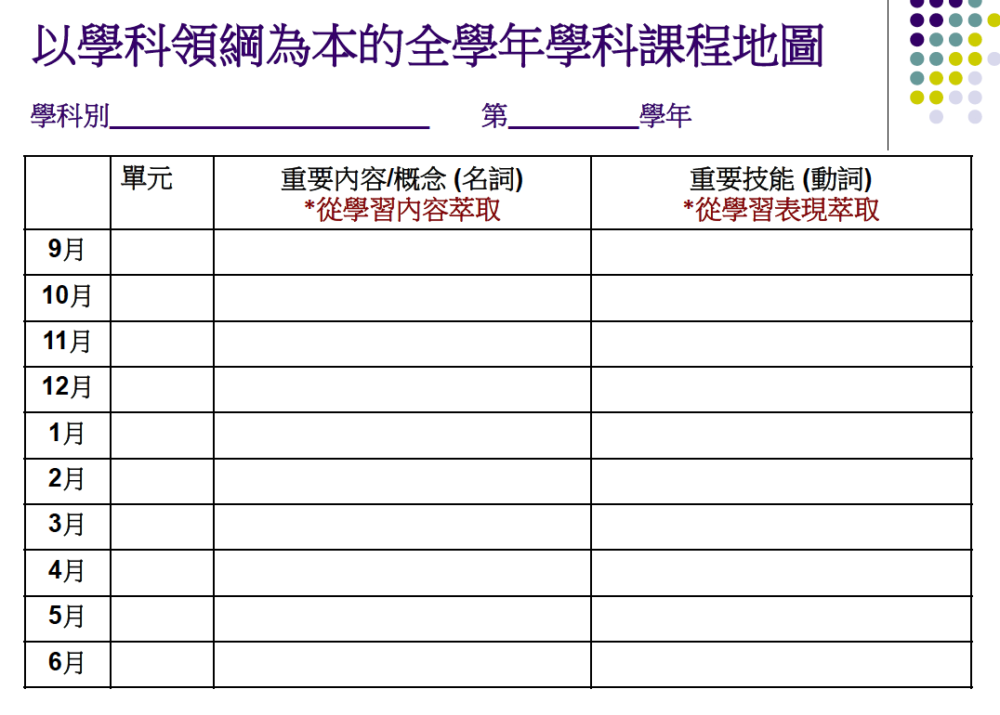 以學科領綱為本的全學年學科課程地圖
學科別______________________ 第___________學年
單元 重要內容/概念 (名詞) 重要技能 (動詞)
*從學習內容萃取 *從學習表現萃取
9月
10月
11月
12月
1月
2月
3月
4月
5月
6月